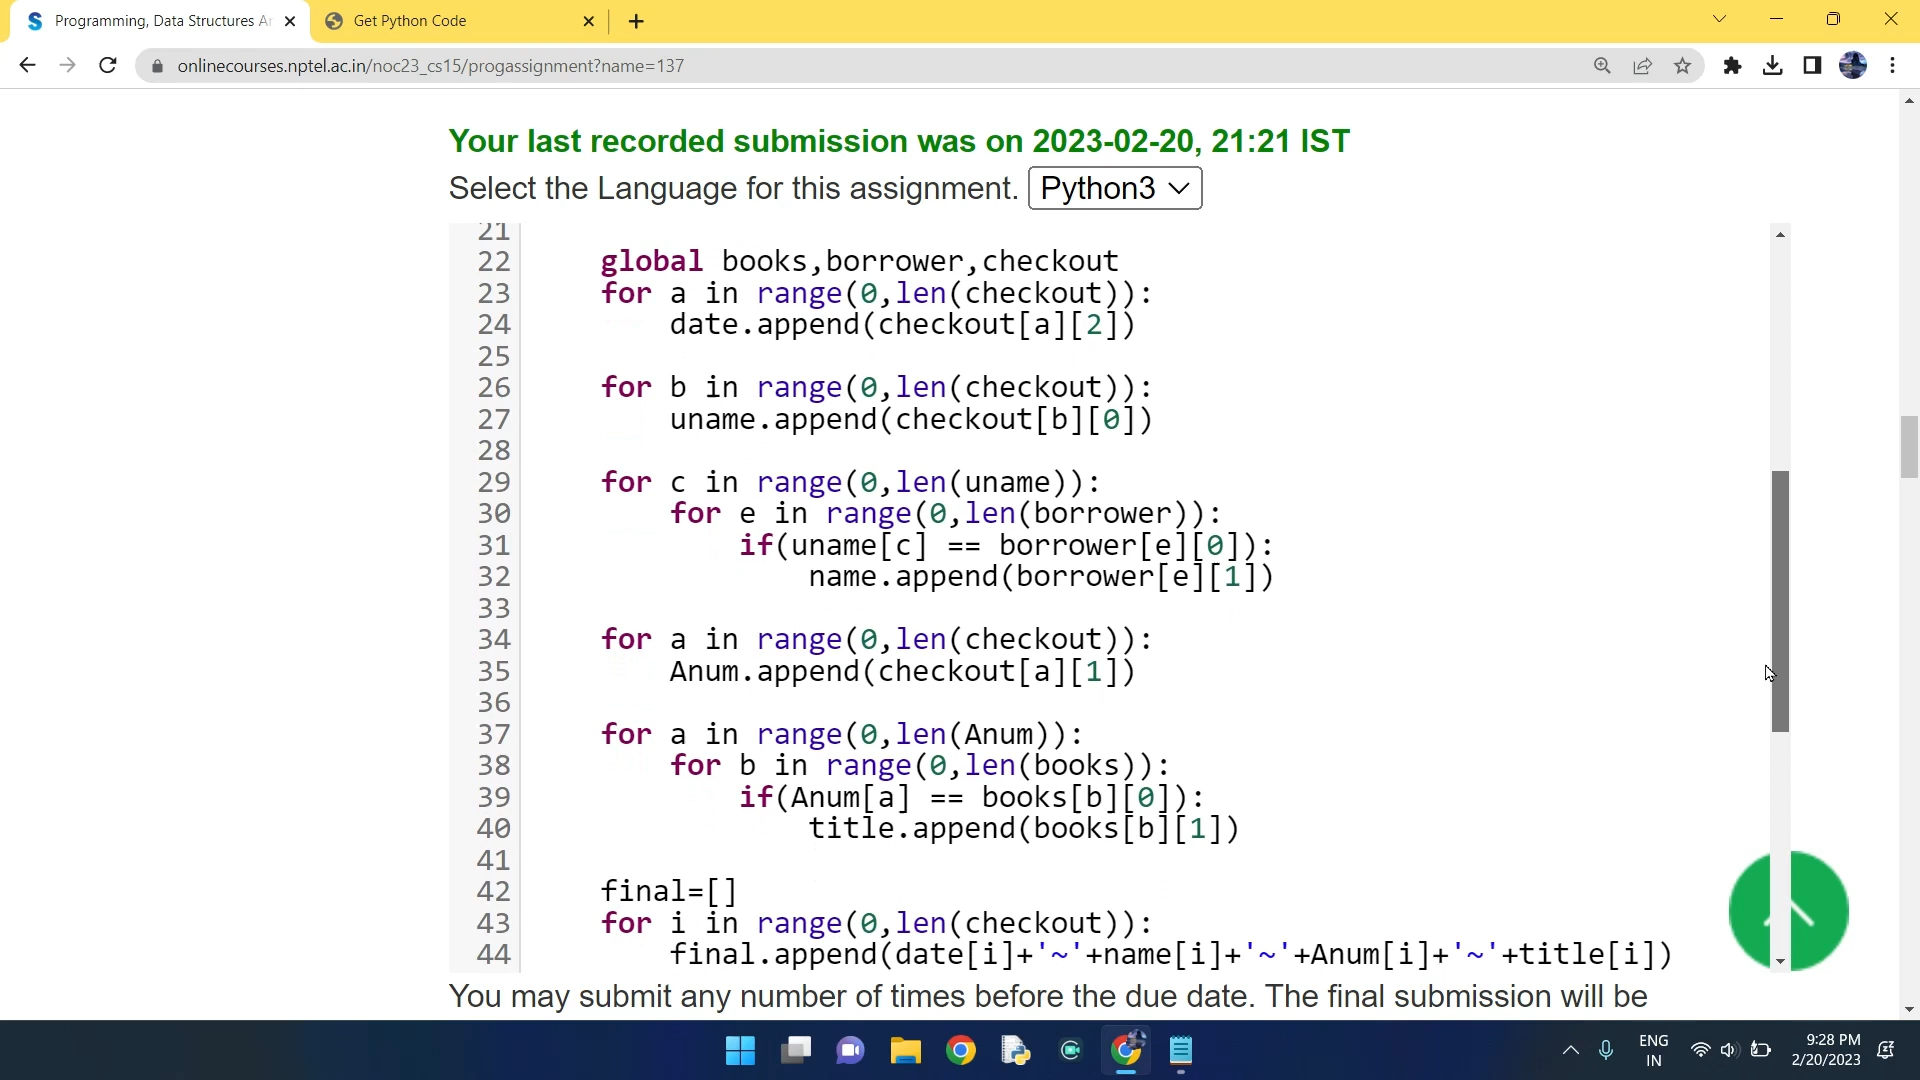 Programming, Data Structures Ar
Get Python Code
onlinecourses.nptel.ac.in/noc23_cs15/progassignment?name=137
Your last recorded submission was on 2023-02-20, 21:21 IST
Select the Language for this assignment. Python3
21
22 global books,borrower,checkout
23 for a in range(0,len(checkout)):
24 date.append(checkout[a][2])
25
26 for b in range(0,len(checkout)):
27 uname.append(checkout[b][0])
28
29 for c in range(0,len(uname)):
30 for e in range(0,len(borrower)):
31 if(uname[c] == borrower[e][0]):
32 name.append(borrower[e][1])
33
34 for a in range(0,len(checkout)):
35 Anum.append(checkout[a][1])
36
37 for a in range(0,len(Anum)):
38 for b in range(0,len(books)):
39 if(Anum[a] == books[b][0]):
40 title.append(books[b][1])
41
42 final=[]
43 for i in range(0,len(checkout)):
44 final.append(date[i]+'~'+name[i]+'~'+Anum[i]+'~'+title[i])
You may submit any number of times before the due date. The final submission will be
ENG
IN
9:28 PM
2/20/2023